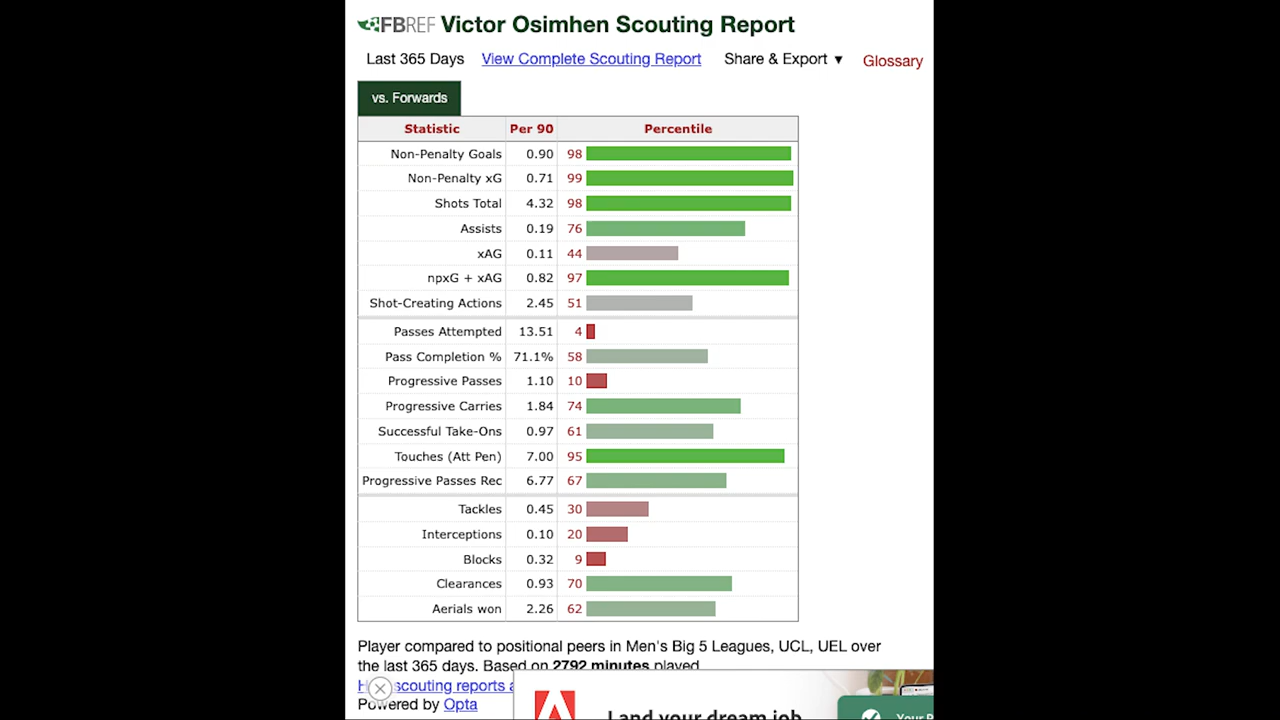 FBREF Victor Osimhen Scouting Report
Last 365 Days View Complete Scouting Report Share & Export ▼ Glossary
vs. Forwards
Statistic Per 90 Percentile
Non-Penalty Goals 0.90 98
Non-Penalty xG 0.71 99
Shots Total 4.32 98
Assists 0.19 76
xAG 0.11 44
npxG + xAG 0.82 97
Shot-Creating Actions 2.45 51
Passes Attempted 13.51 4
Pass Completion % 71.1% 58
Progressive Passes 1.10 10
Progressive Carries 1.84 74
Successful Take-Ons 0.97 61
Touches (Att Pen) 7.00 95
Progressive Passes Rec 6.77 67
Tackles 0.45 30
Interceptions 0.10 20
Blocks 0.32 9
Clearances 0.93 70
Aerials won 2.26 62
Player compared to positional peers in Men's Big 5 Leagues, UCL, UEL over
the last 365 days. Based on 2792 minutes played
scouting reports
Powered by Opta
Land your dream job
Your